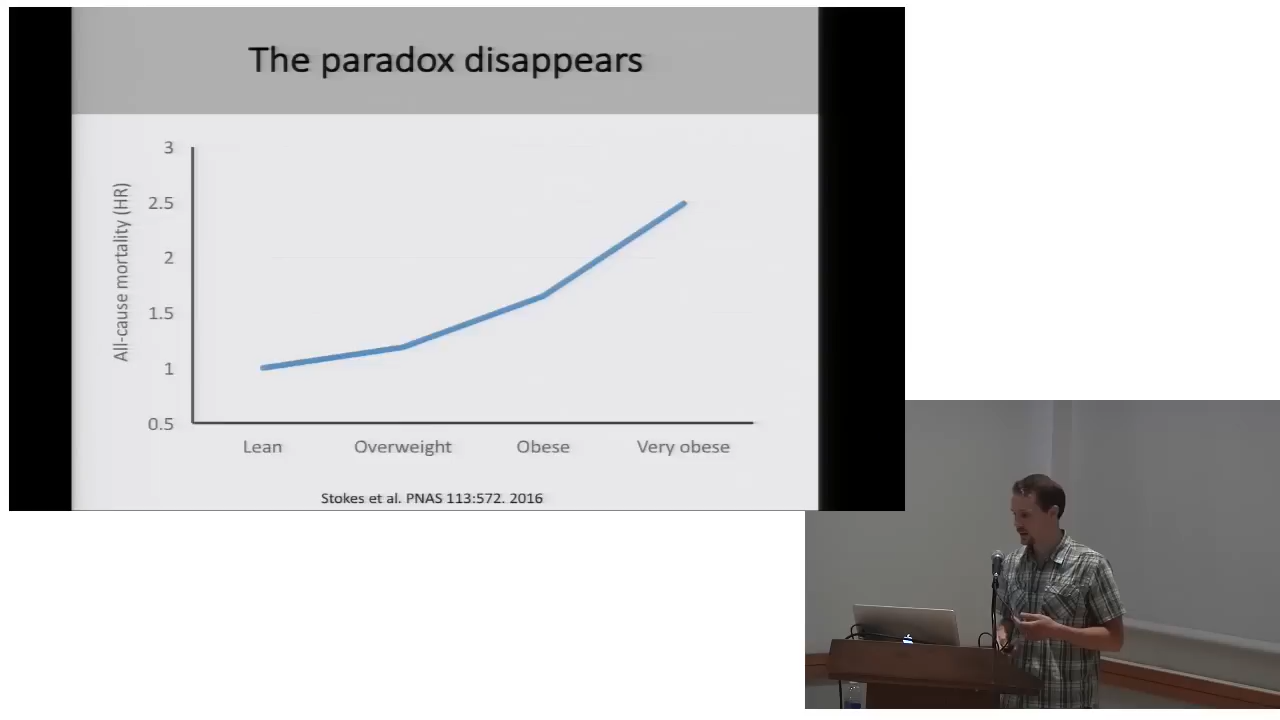 The paradox disappears
All-cause mortality (HR)
3
2.5
2
1.5
1
0.5
Lean Overweight Obese Very obese
Stokes et al. PNAS 113:572. 2016